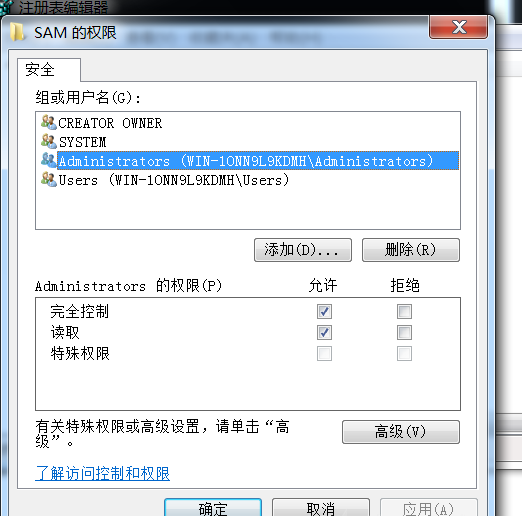 注册表编辑器
SAM 的权限
安全
组或用户名(G):
CREATOR OWNER
SYSTEM
Administrators (WIN-1ONN9L9KDMH\Administrators)
Users (WIN-1ONN9L9KDMH\Users)
添加(D)... 删除(R)
Administrators 的权限(P) 允许 拒绝
完全控制
读取
特殊权限
有关特殊权限或高级设置，请单击“高
级”。
高级(V)
了解访问控制和权限
确定 取消 应用(A)